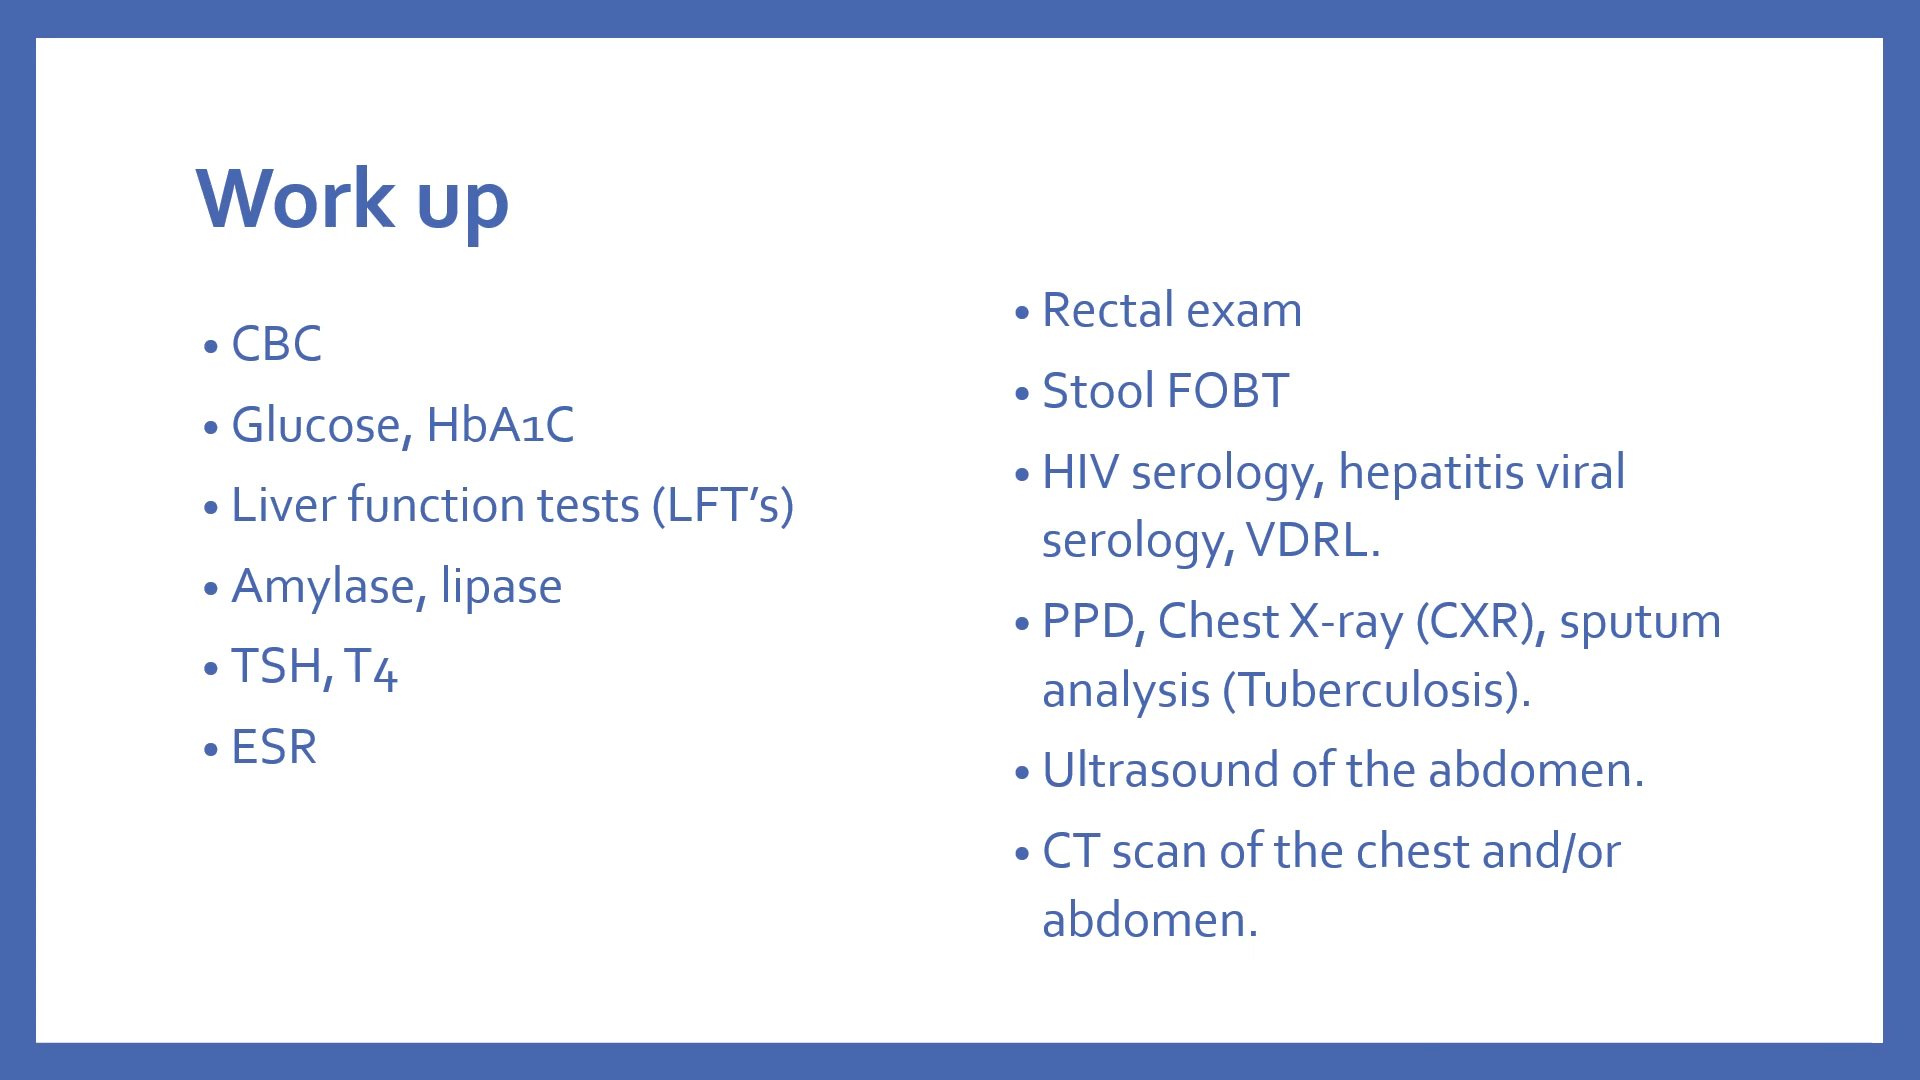 Work up
• CBC
• Glucose, HbA1C
• Liver function tests (LFT’s)
• Amylase, lipase
• TSH, T4
• ESR
• Rectal exam
• Stool FOBT
• HIV serology, hepatitis viral
serology, VDRL.
• PPD, Chest X-ray (CXR), sputum
analysis (Tuberculosis).
• Ultrasound of the abdomen.
• CT scan of the chest and/or
abdomen.